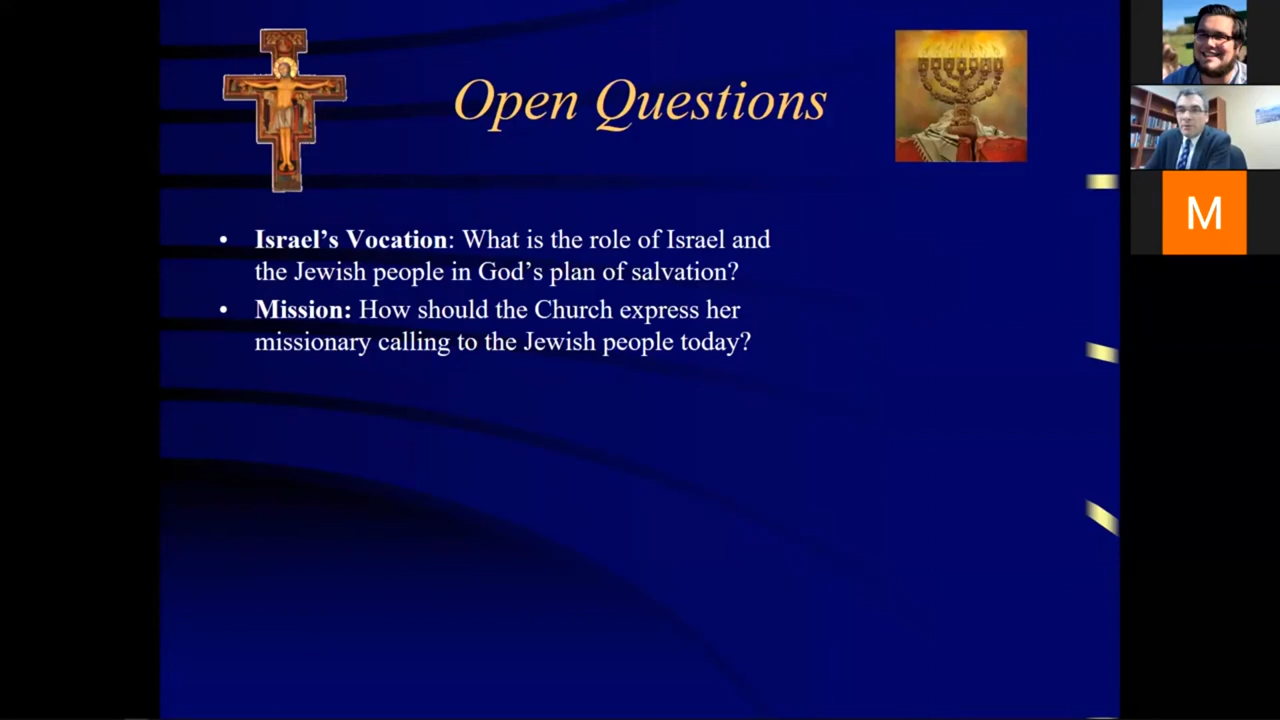 Open Questions
• Israel’s Vocation: What is the role of Israel and
the Jewish people in God’s plan of salvation?
• Mission: How should the Church express her
missionary calling to the Jewish people today?
M